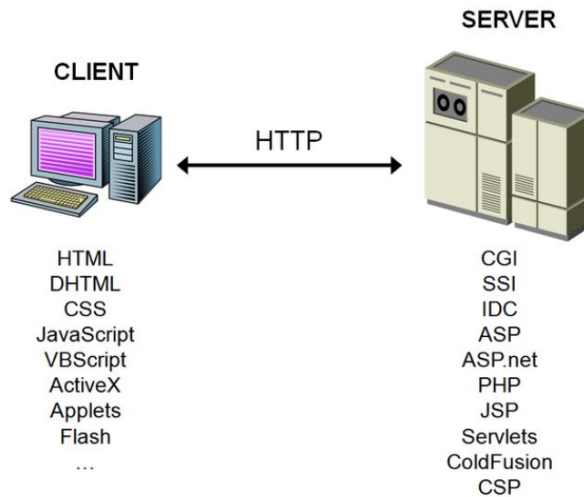 SERVER
CLIENT
HTTP
HTML
DHTML
CSS
JavaScript
VBScript
ActiveX
Applets
Flash
...
CGI
SSI
IDC
ASP
ASP.net
PHP
JSP
Servlets
ColdFusion
CSP